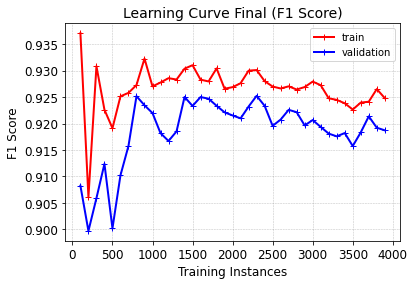 Learning Curve Final (F1 Score)
train
validation
F1 Score
0.935
0.930
0.925
0.920
0.915
0.910
0.905
0.900
0 500 1000 1500 2000 2500 3000 3500 4000
Training Instances